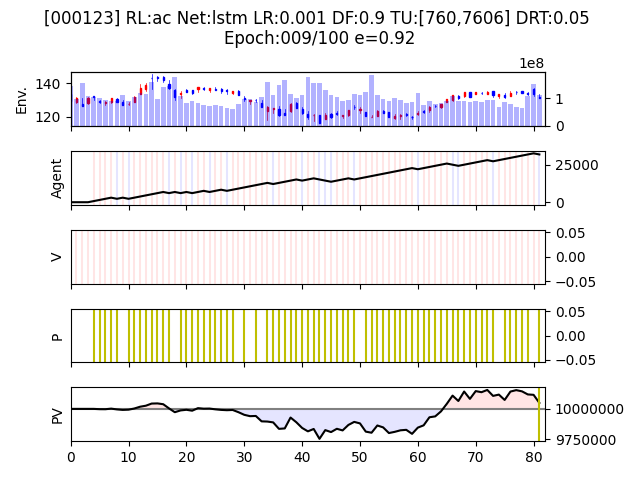 [000123] RL:ac Net:lstm LR:0.001 DF:0.9 TU:[760,7606] DRT:0.05
Epoch:009/100 e=0.92
1e8
Env.
140
120
1
0
Agent
25000
0
V
0.05
0.00
−0.05
P
0.05
0.00
−0.05
PV
10000000
9750000
0 10 20 30 40 50 60 70 80